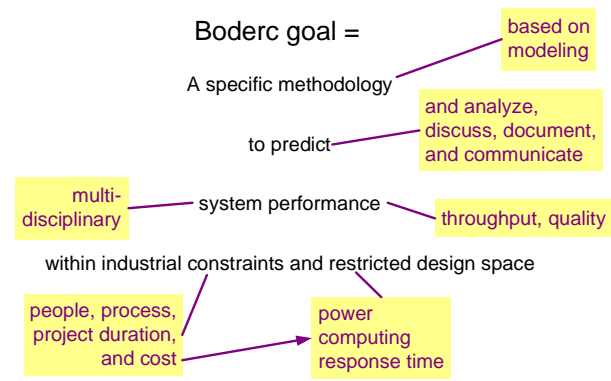 Boderc goal =
based on
modeling
A specific methodology
and analyze,
discuss, document,
and communicate
to predict
multi-
disciplinary
system performance
throughput, quality
within industrial constraints and restricted design space
people, process,
project duration,
and cost
power
computing
response time